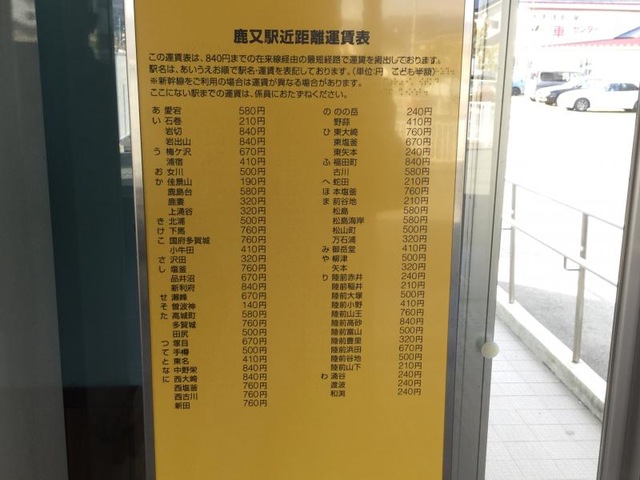 鹿又駅近距離運賃表
この運賃表は、840円までの在来線経由の最短経路で運賃を掲出しております。
駅名は、あいうえお順で駅名・運賃を表記しております。(単位:円 こども半額)
※新幹線をご利用の場合は運賃が異なる場合があります。
ここにない駅までの運賃は、係員におたずねください。
あ 愛宕 580円
い 石巻 210円
岩切 840円
岩出山 840円
う 梅ケ沢 670円
浦宿 410円
お 女川 500円
か 佳景山 190円
鹿島台 580円
鹿妻 320円
上涌谷 320円
き 北浦 500円
け 下馬 760円
こ 国府多賀城 760円
小牛田 410円
さ 沢田 320円
し 塩釜 760円
品井沼 670円
新利府 840円
せ 瀬峰 670円
そ 曽波神 140円
た 高城町 580円
多賀城 760円
田尻 500円
つ 塚目 670円
て 手樽 500円
と 東名 410円
な 中野栄 840円
に 西大崎 840円
西塩釜 760円
西古川 760円
新田 760円
の のの岳 240円
野蒜 410円
ひ 東大崎 760円
東塩釜 670円
東矢本 240円
ふ 福田町 840円
古川 580円
へ 蛇田 210円
ほ 本塩釜 760円
ま 前谷地 210円
松島 580円
松島海岸 580円
松山町 500円
万石浦 320円
み 御岳堂 410円
や 柳津 500円
矢本 320円
り 陸前赤井 240円
陸前稲井 210円
陸前大塚 500円
陸前小野 410円
陸前山王 760円
陸前高砂 840円
陸前富山 500円
陸前豊里 320円
陸前浜田 670円
陸前谷地 500円
陸前山下 210円
わ 涌谷 240円
渡波 240円
和渕 240円
車センター